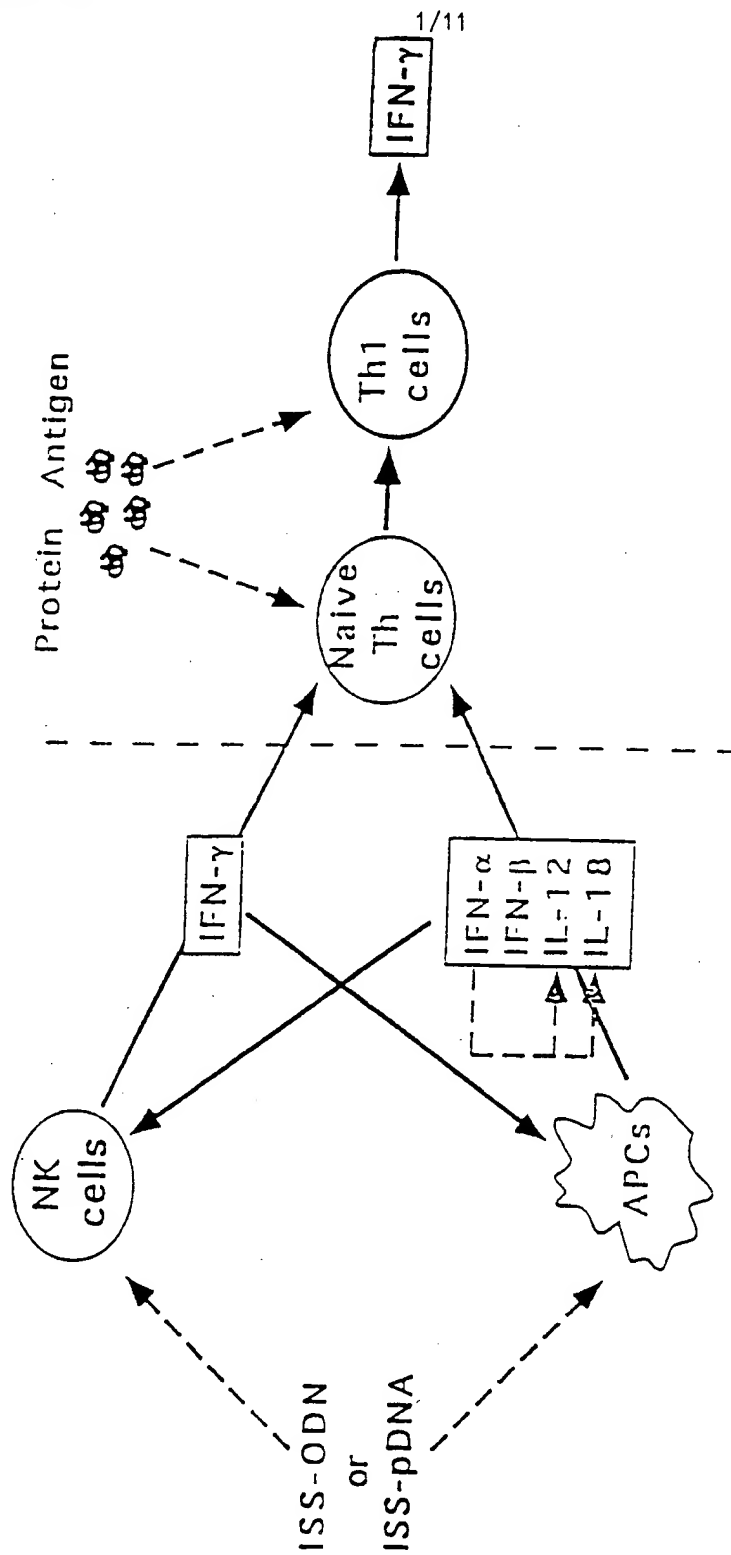 1/11
ISS-ODN
or
ISS-pDNA
NK
cells
APCs
IFN-γ
IFN-α
IFN-β
IL-12
IL-18
Protein Antigen
Naive
Th
cells
Th1
cells
IFN-γ